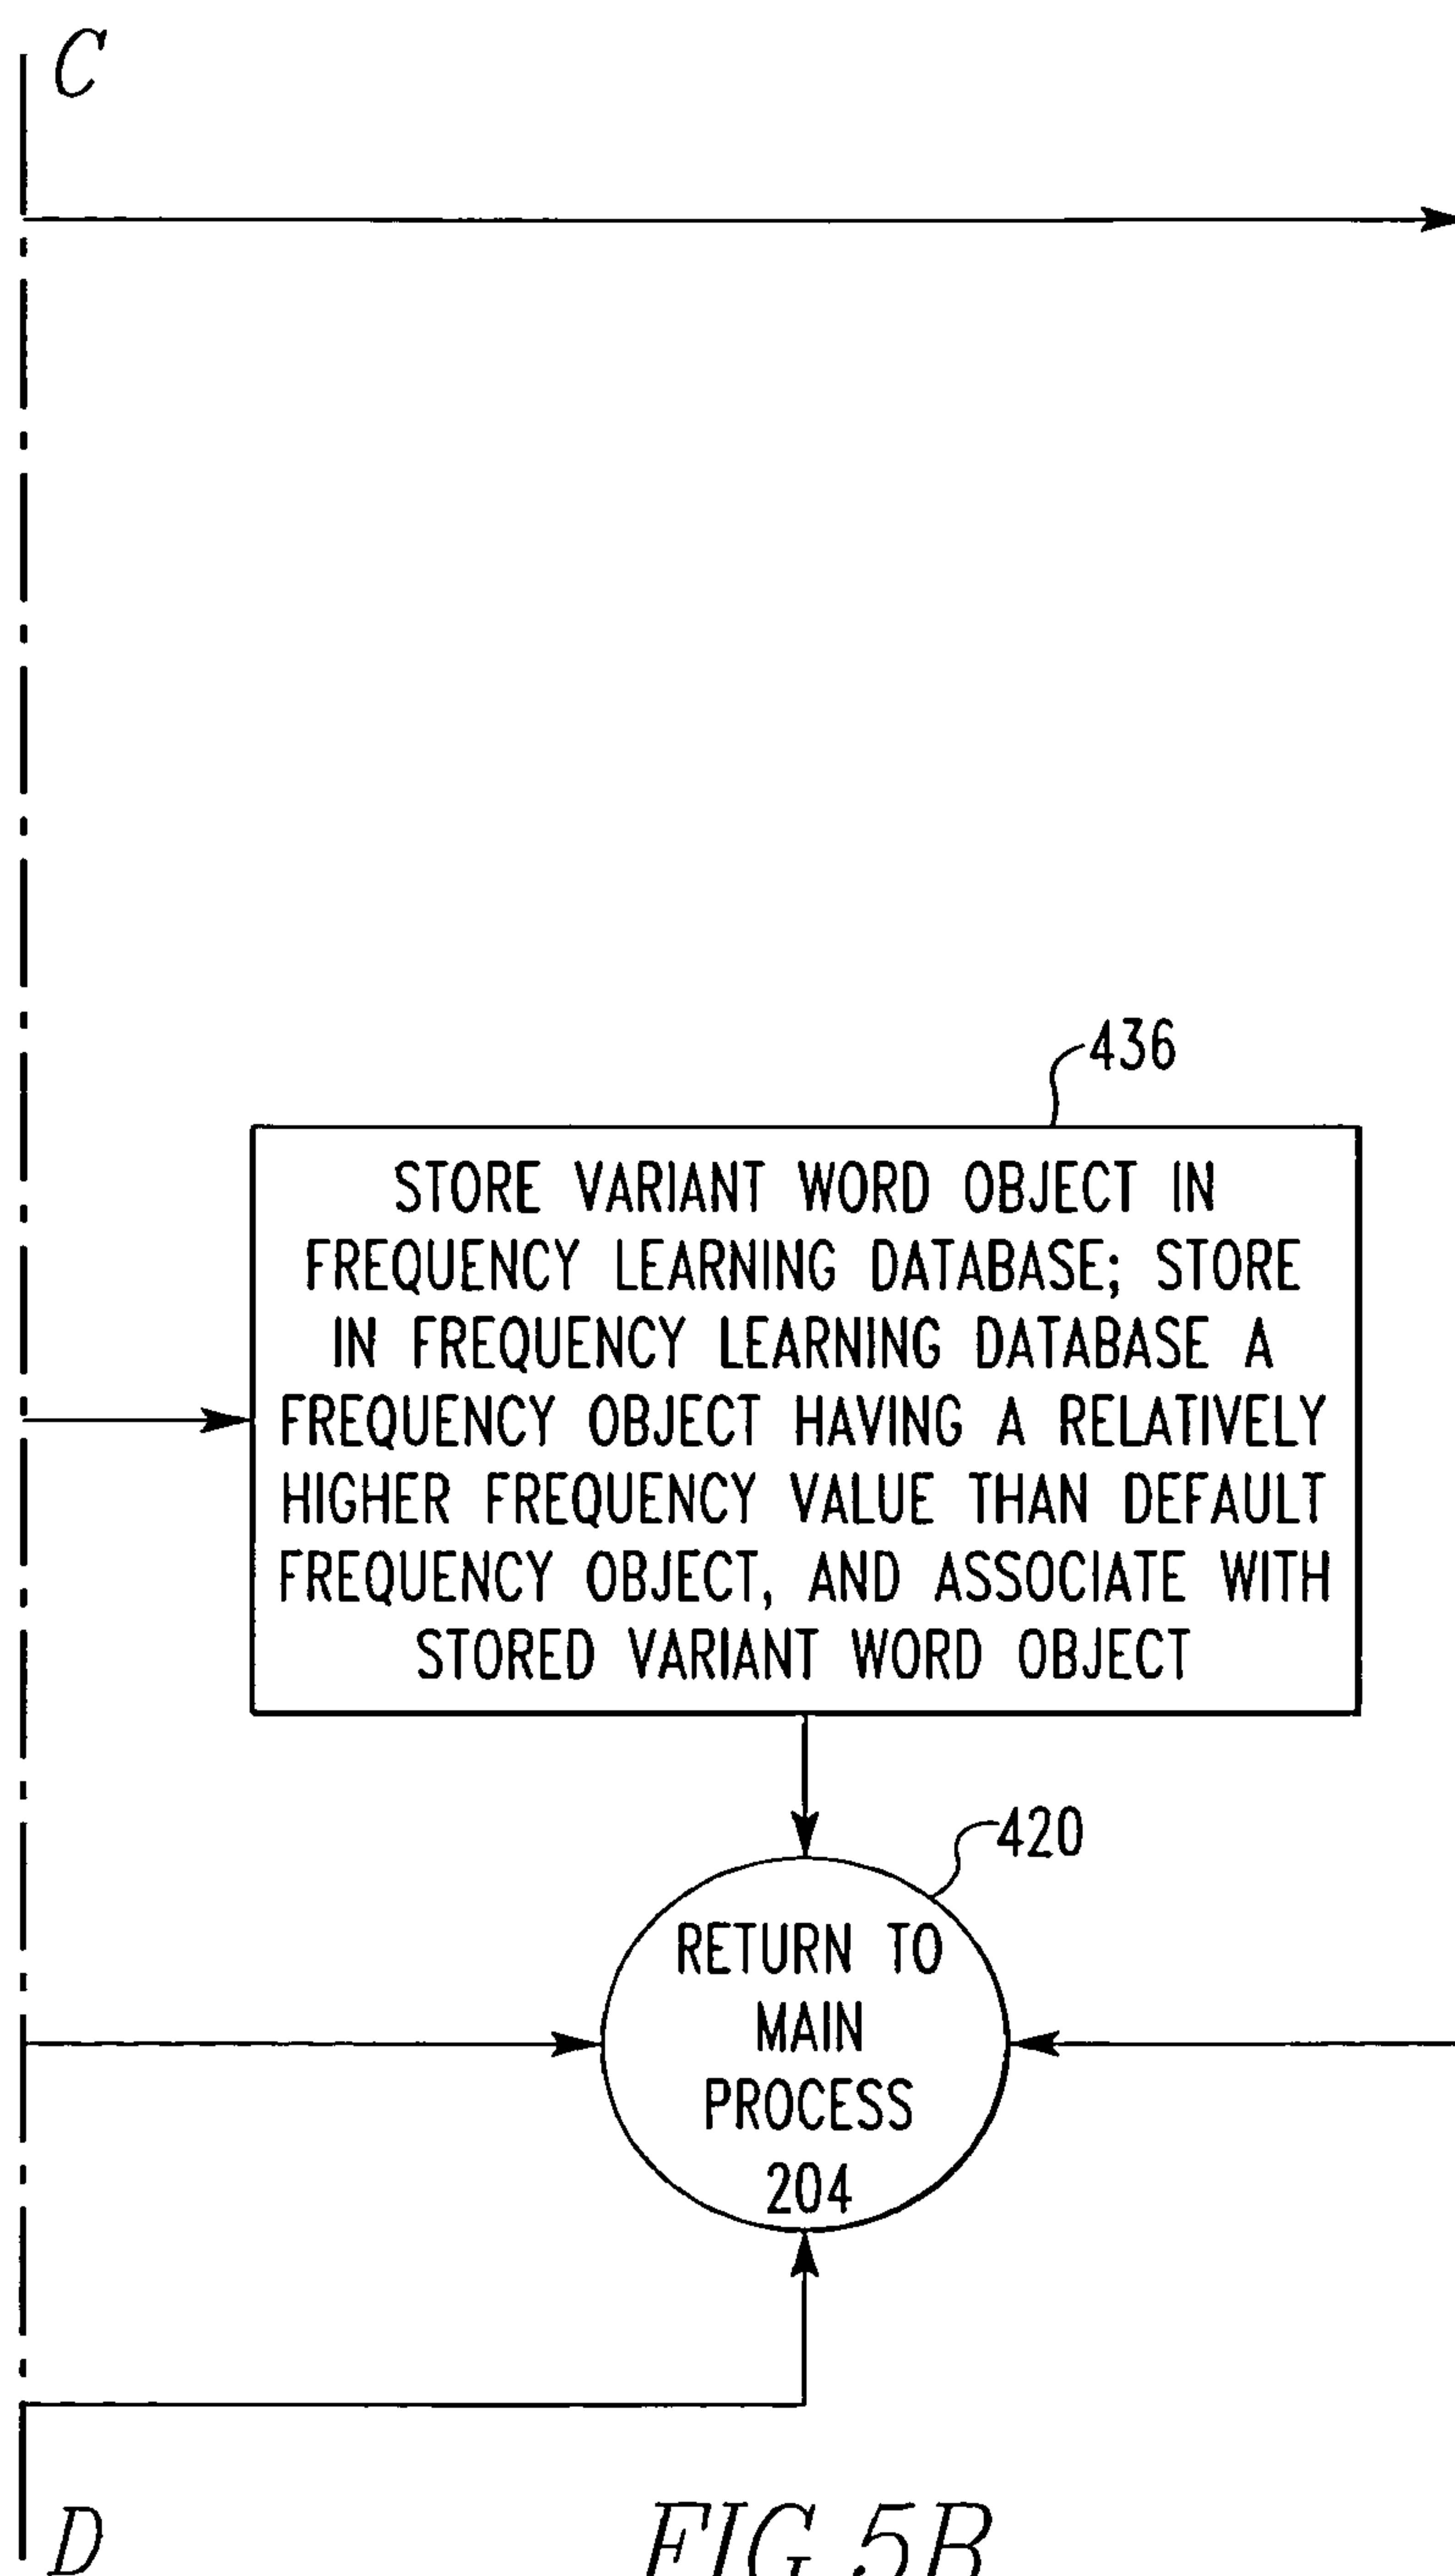 C
436
STORE VARIANT WORD OBJECT IN
FREQUENCY LEARNING DATABASE; STORE
IN FREQUENCY LEARNING DATABASE A
FREQUENCY OBJECT HAVING A RELATIVELY
HIGHER FREQUENCY VALUE THAN DEFAULT
FREQUENCY OBJECT, AND ASSOCIATE WITH
STORED VARIANT WORD OBJECT
420
RETURN TO
MAIN
PROCESS
204
D
FIG.5B